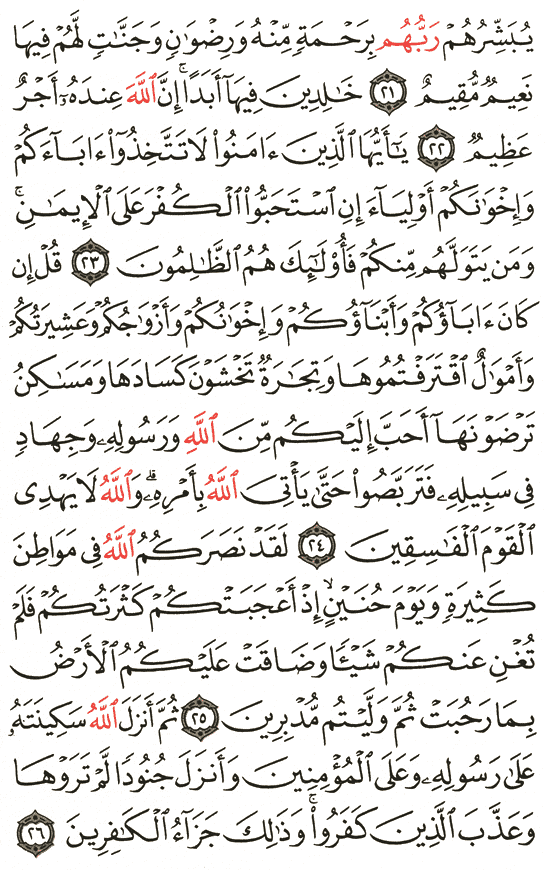 يُبَشِّرُهُمْ رَبُّهُم بِرَحْمَةٍ مِّنْهُ وَرِضْوَٰنٍ وَجَنَّـٰتٍ لَّهُمْ فِيهَا
نَعِيمٌ مُّقِيمٌ ٢١ خَـٰلِدِينَ فِيهَآ أَبَدًا ۚ إِنَّ ٱللَّهَ عِندَهُۥٓ أَجْرٌ
عَظِيمٌ ٢٢ يَـٰٓأَيُّهَا ٱلَّذِينَ ءَامَنُوا۟ لَا تَتَّخِذُوٓا۟ ءَابَآءَكُمْ
وَإِخْوَٰنَكُمْ أَوْلِيَآءَ إِنِ ٱسْتَحَبُّوا۟ ٱلْكُفْرَ عَلَى ٱلْإِيمَـٰنِ ۚ
وَمَن يَتَوَلَّهُم مِّنكُمْ فَأُو۟لَـٰٓئِكَ هُمُ ٱلظَّـٰلِمُونَ ٢٣ قُلْ إِن
كَانَ ءَابَآؤُكُمْ وَأَبْنَآؤُكُمْ وَإِخْوَٰنُكُمْ وَأَزْوَٰجُكُمْ وَعَشِيرَتُكُمْ
وَأَمْوَٰلٌ ٱقْتَرَفْتُمُوهَا وَتِجَـٰرَةٌ تَخْشَوْنَ كَسَادَهَا وَمَسَـٰكِنُ
تَرْضَوْنَهَآ أَحَبَّ إِلَيْكُم مِّنَ ٱللَّهِ وَرَسُولِهِۦ وَجِهَادٍ
فِى سَبِيلِهِۦ فَتَرَبَّصُوا۟ حَتَّىٰ يَأْتِىَ ٱللَّهُ بِأَمْرِهِۦ ۗ وَٱللَّهُ لَا يَهْدِى
ٱلْقَوْمَ ٱلْفَـٰسِقِينَ ٢٤ لَقَدْ نَصَرَكُمُ ٱللَّهُ فِى مَوَاطِنَ
كَثِيرَةٍ ۙ وَيَوْمَ حُنَيْنٍ ۙ إِذْ أَعْجَبَتْكُمْ كَثْرَتُكُمْ فَلَمْ
تُغْنِ عَنكُمْ شَيْـًٔا وَضَاقَتْ عَلَيْكُمُ ٱلْأَرْضُ
بِمَا رَحُبَتْ ثُمَّ وَلَّيْتُم مُّدْبِرِينَ ٢٥ ثُمَّ أَنزَلَ ٱللَّهُ سَكِينَتَهُۥ
عَلَىٰ رَسُولِهِۦ وَعَلَى ٱلْمُؤْمِنِينَ وَأَنزَلَ جُنُودًا لَّمْ تَرَوْهَا
وَعَذَّبَ ٱلَّذِينَ كَفَرُوا۟ ۚ وَذَٰلِكَ جَزَآءُ ٱلْكَـٰفِرِينَ ٢٦